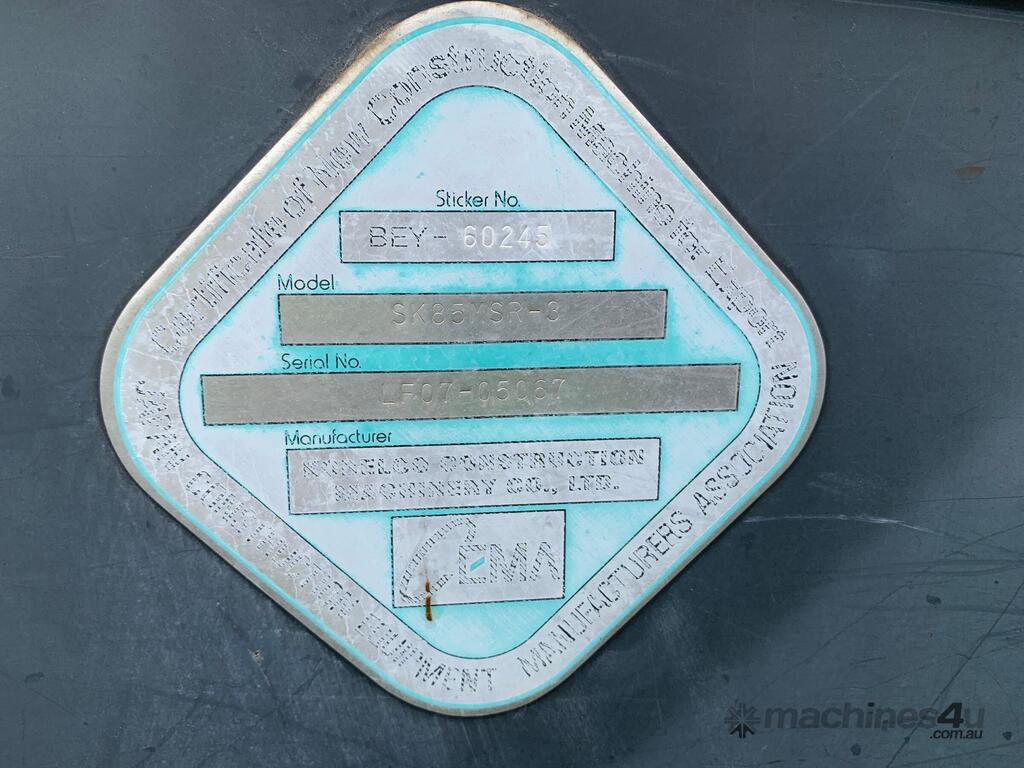 Certificate of New Construction Machine for Export
Sticker No.
BEY- 60245
Model
SK85MSR-3
Serial No.
LF07-05067
Manufacturer
KOBELCO CONSTRUCTION
MACHINERY CO., LTD.
CEMA
JAPAN CONSTRUCTION EQUIPMENT MANUFACTURERS ASSOCIATION
machines4u
.com.au